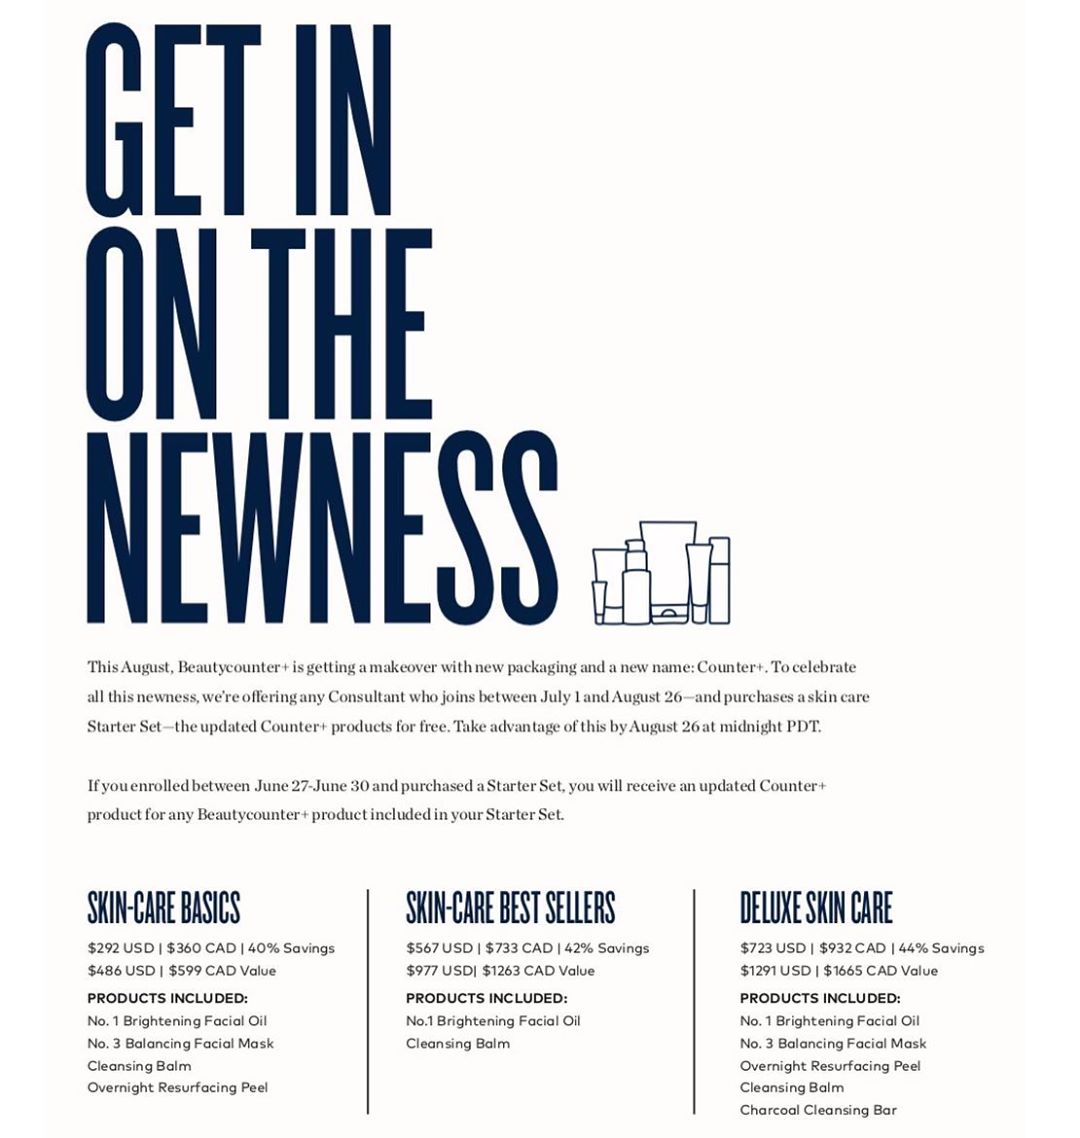 GET IN
ON THE
NEWNESS
This August, Beautycounter+ is getting a makeover with new packaging and a new name: Counter+. To celebrate
all this newness, we're offering any Consultant who joins between July 1 and August 26—and purchases a skin care
Starter Set—the updated Counter+ products for free. Take advantage of this by August 26 at midnight PDT.
If you enrolled between June 27-June 30 and purchased a Starter Set, you will receive an updated Counter+
product for any Beautycounter+ product included in your Starter Set.
SKIN-CARE BASICS
$292 USD | $360 CAD | 40% Savings
$486 USD | $599 CAD Value
PRODUCTS INCLUDED:
No. 1 Brightening Facial Oil
No. 3 Balancing Facial Mask
Cleansing Balm
Overnight Resurfacing Peel
SKIN-CARE BEST SELLERS
$567 USD | $733 CAD | 42% Savings
$977 USD| $1263 CAD Value
PRODUCTS INCLUDED:
No.1 Brightening Facial Oil
Cleansing Balm
DELUXE SKIN CARE
$723 USD | $932 CAD | 44% Savings
$1291 USD | $1665 CAD Value
PRODUCTS INCLUDED:
No. 1 Brightening Facial Oil
No. 3 Balancing Facial Mask
Overnight Resurfacing Peel
Cleansing Balm
Charcoal Cleansing Bar